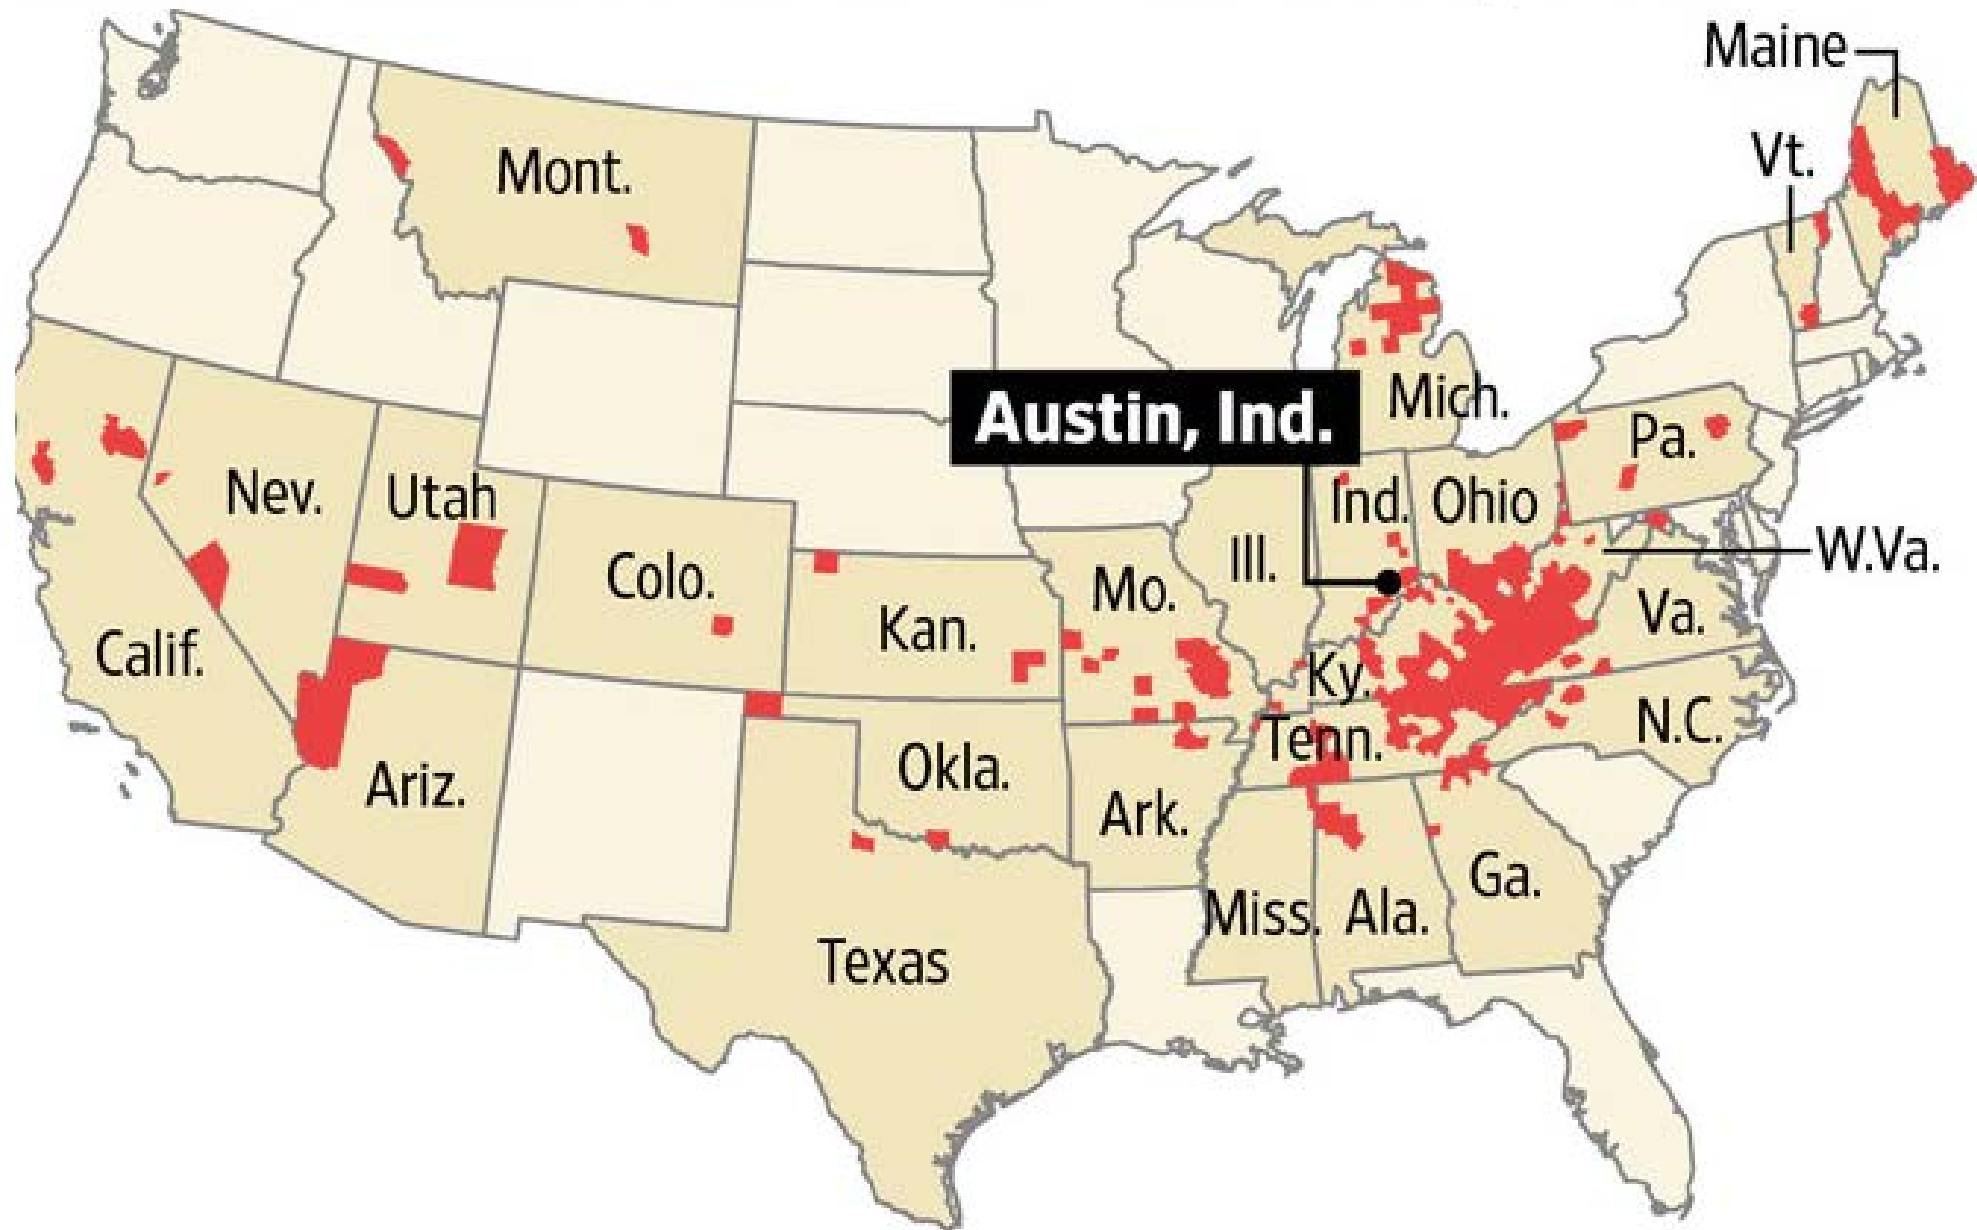 Maine
Vt.
Mont.
Austin, Ind.
Mich.
Pa.
Nev.
Utah
Ind.
Ohio
Ill.
W.Va.
Colo.
Mo.
Va.
Calif.
Kan.
Ky.
N.C.
Tenn.
Okla.
Ariz.
Ark.
Ga.
Miss.
Ala.
Texas